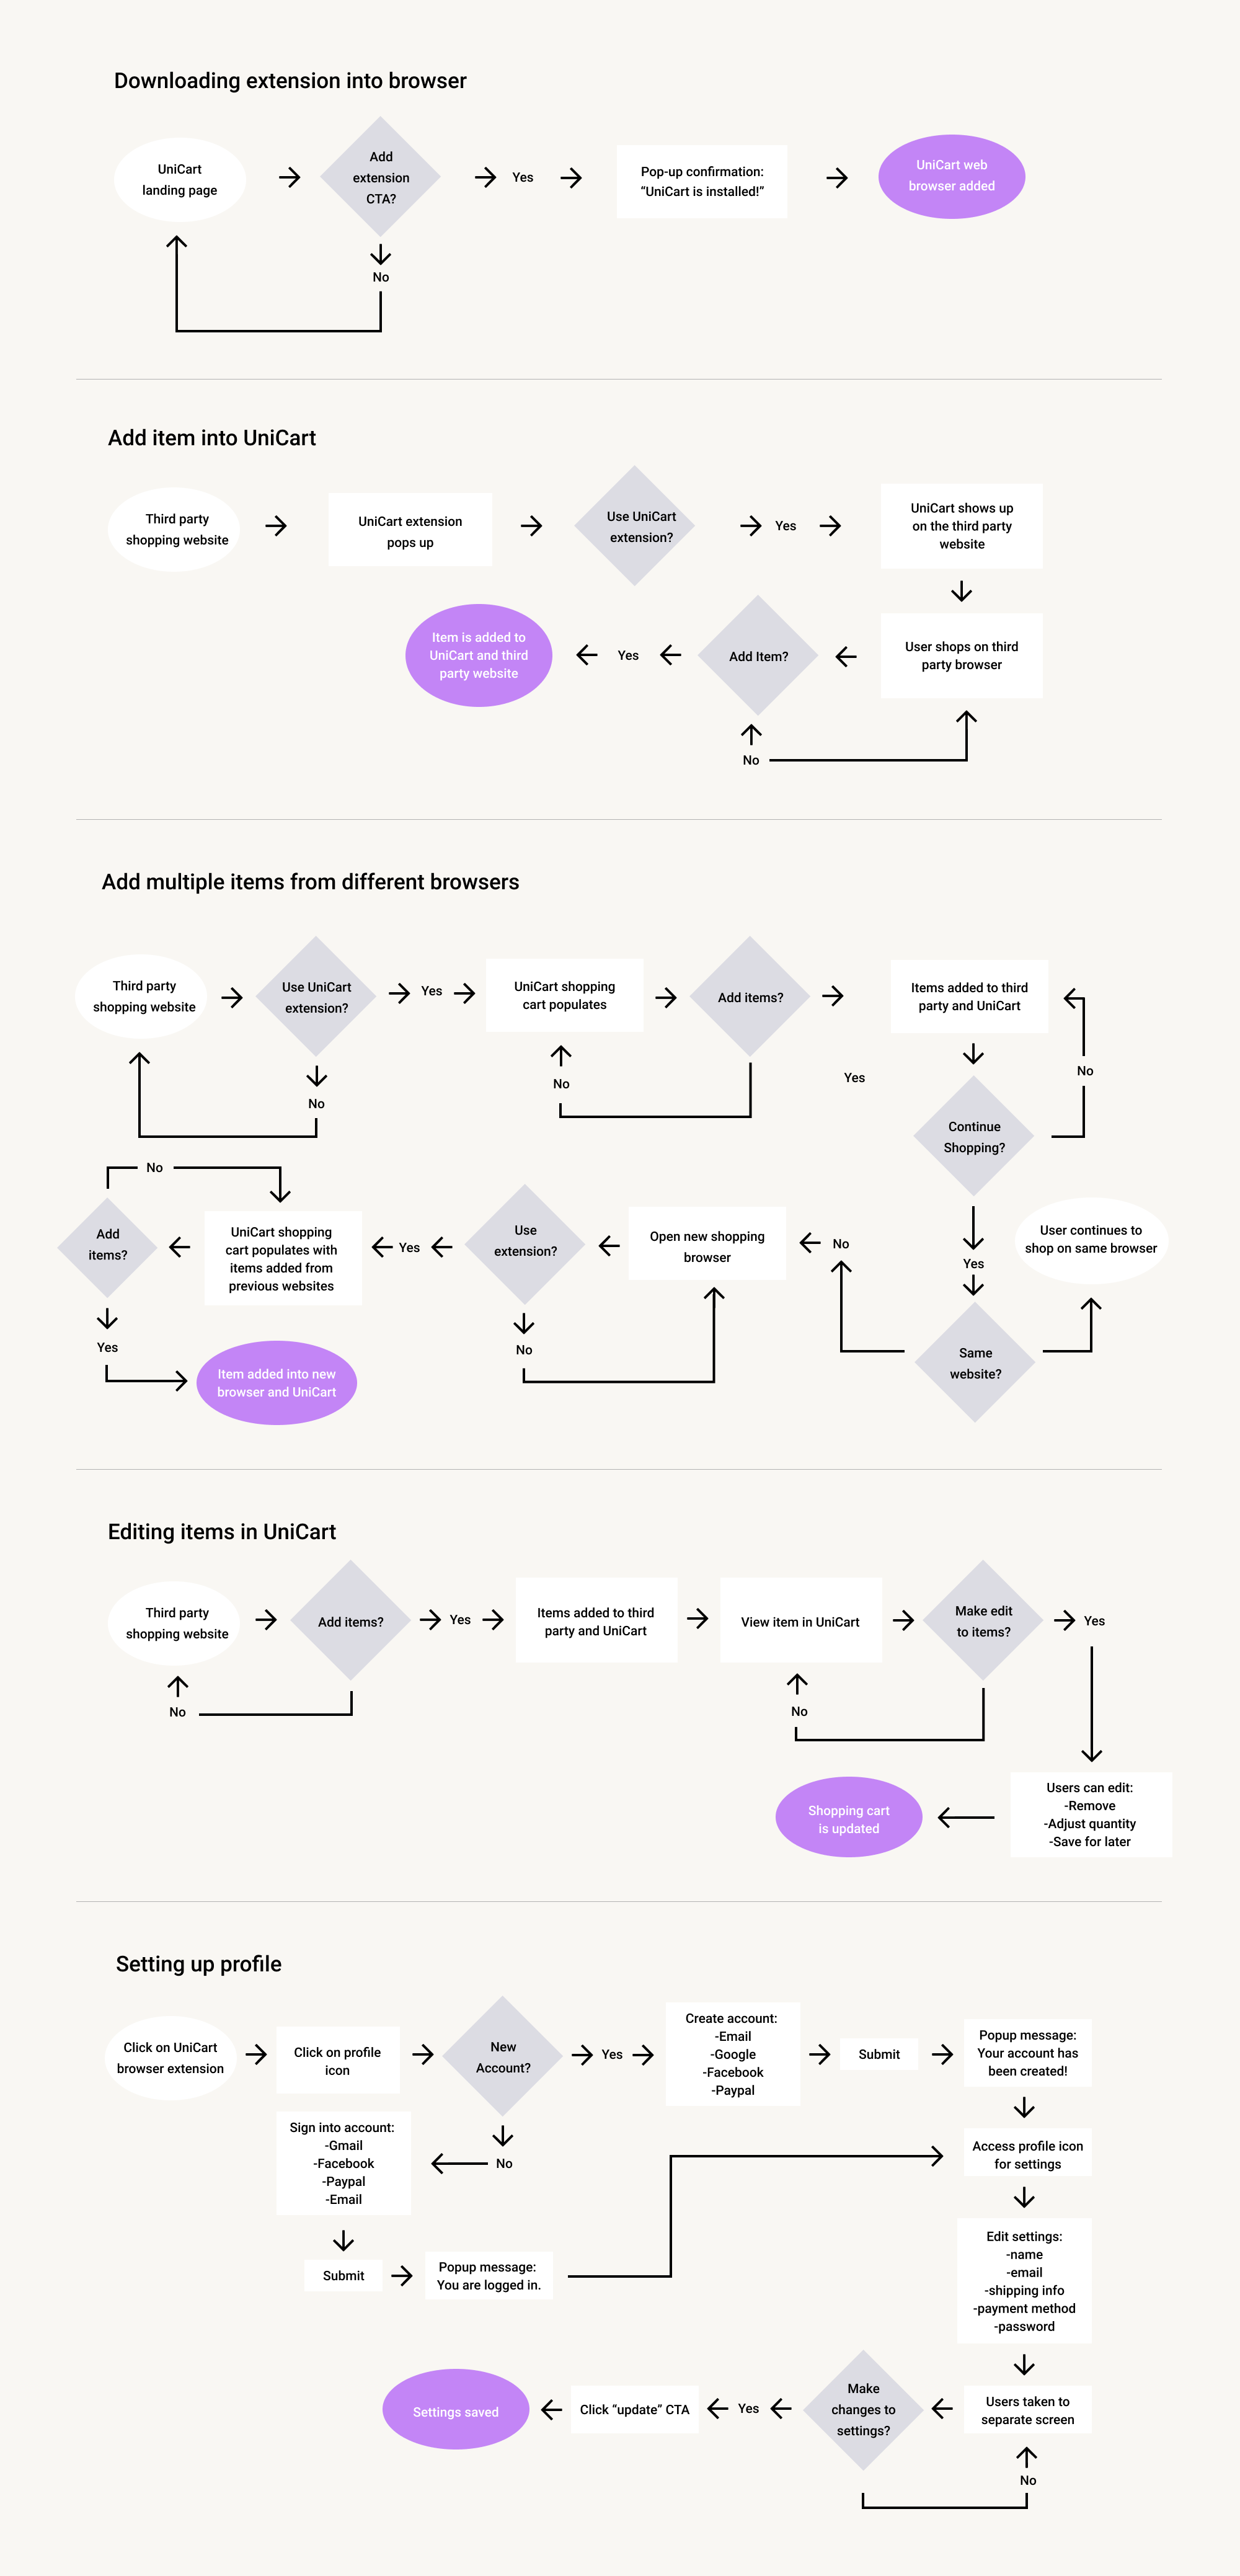 Downloading extension into browser
UniCart
landing page
Add
extension
CTA?
Yes
Pop-up confirmation:
“UniCart is installed!”
UniCart web
browser added
No
Add item into UniCart
Third party
shopping website
UniCart extension
pops up
Use UniCart
extension?
Yes
UniCart shows up
on the third party
website
Item is added to
UniCart and third
party website
Yes
Add Item?
User shops on third
party browser
No
Add multiple items from different browsers
Third party
shopping website
Use UniCart
extension?
Yes
UniCart shopping
cart populates
Add items?
Items added to third
party and UniCart
No
Yes
No
No
Continue
Shopping?
No
Add
items?
UniCart shopping
cart populates with
items added from
previous websites
Yes
Use
extension?
Open new shopping
browser
No
Yes
User continues to
shop on same browser
Yes
No
Same
website?
Item added into new
browser and UniCart
Editing items in UniCart
Third party
shopping website
Add items?
Yes
Items added to third
party and UniCart
View item in UniCart
Make edit
to items?
Yes
No
No
Shopping cart
is updated
Users can edit:
-Remove
-Adjust quantity
-Save for later
Setting up profile
Click on UniCart
browser extension
Click on profile
icon
New
Account?
Yes
Create account:
-Email
-Google
-Facebook
-Paypal
Submit
Popup message:
Your account has
been created!
Sign into account:
-Gmail
-Facebook
-Paypal
-Email
No
Access profile icon
for settings
Submit
Popup message:
You are logged in.
Edit settings:
-name
-email
-shipping info
-payment method
-password
Settings saved
Click “update” CTA
Yes
Make
changes to
settings?
Users taken to
separate screen
No